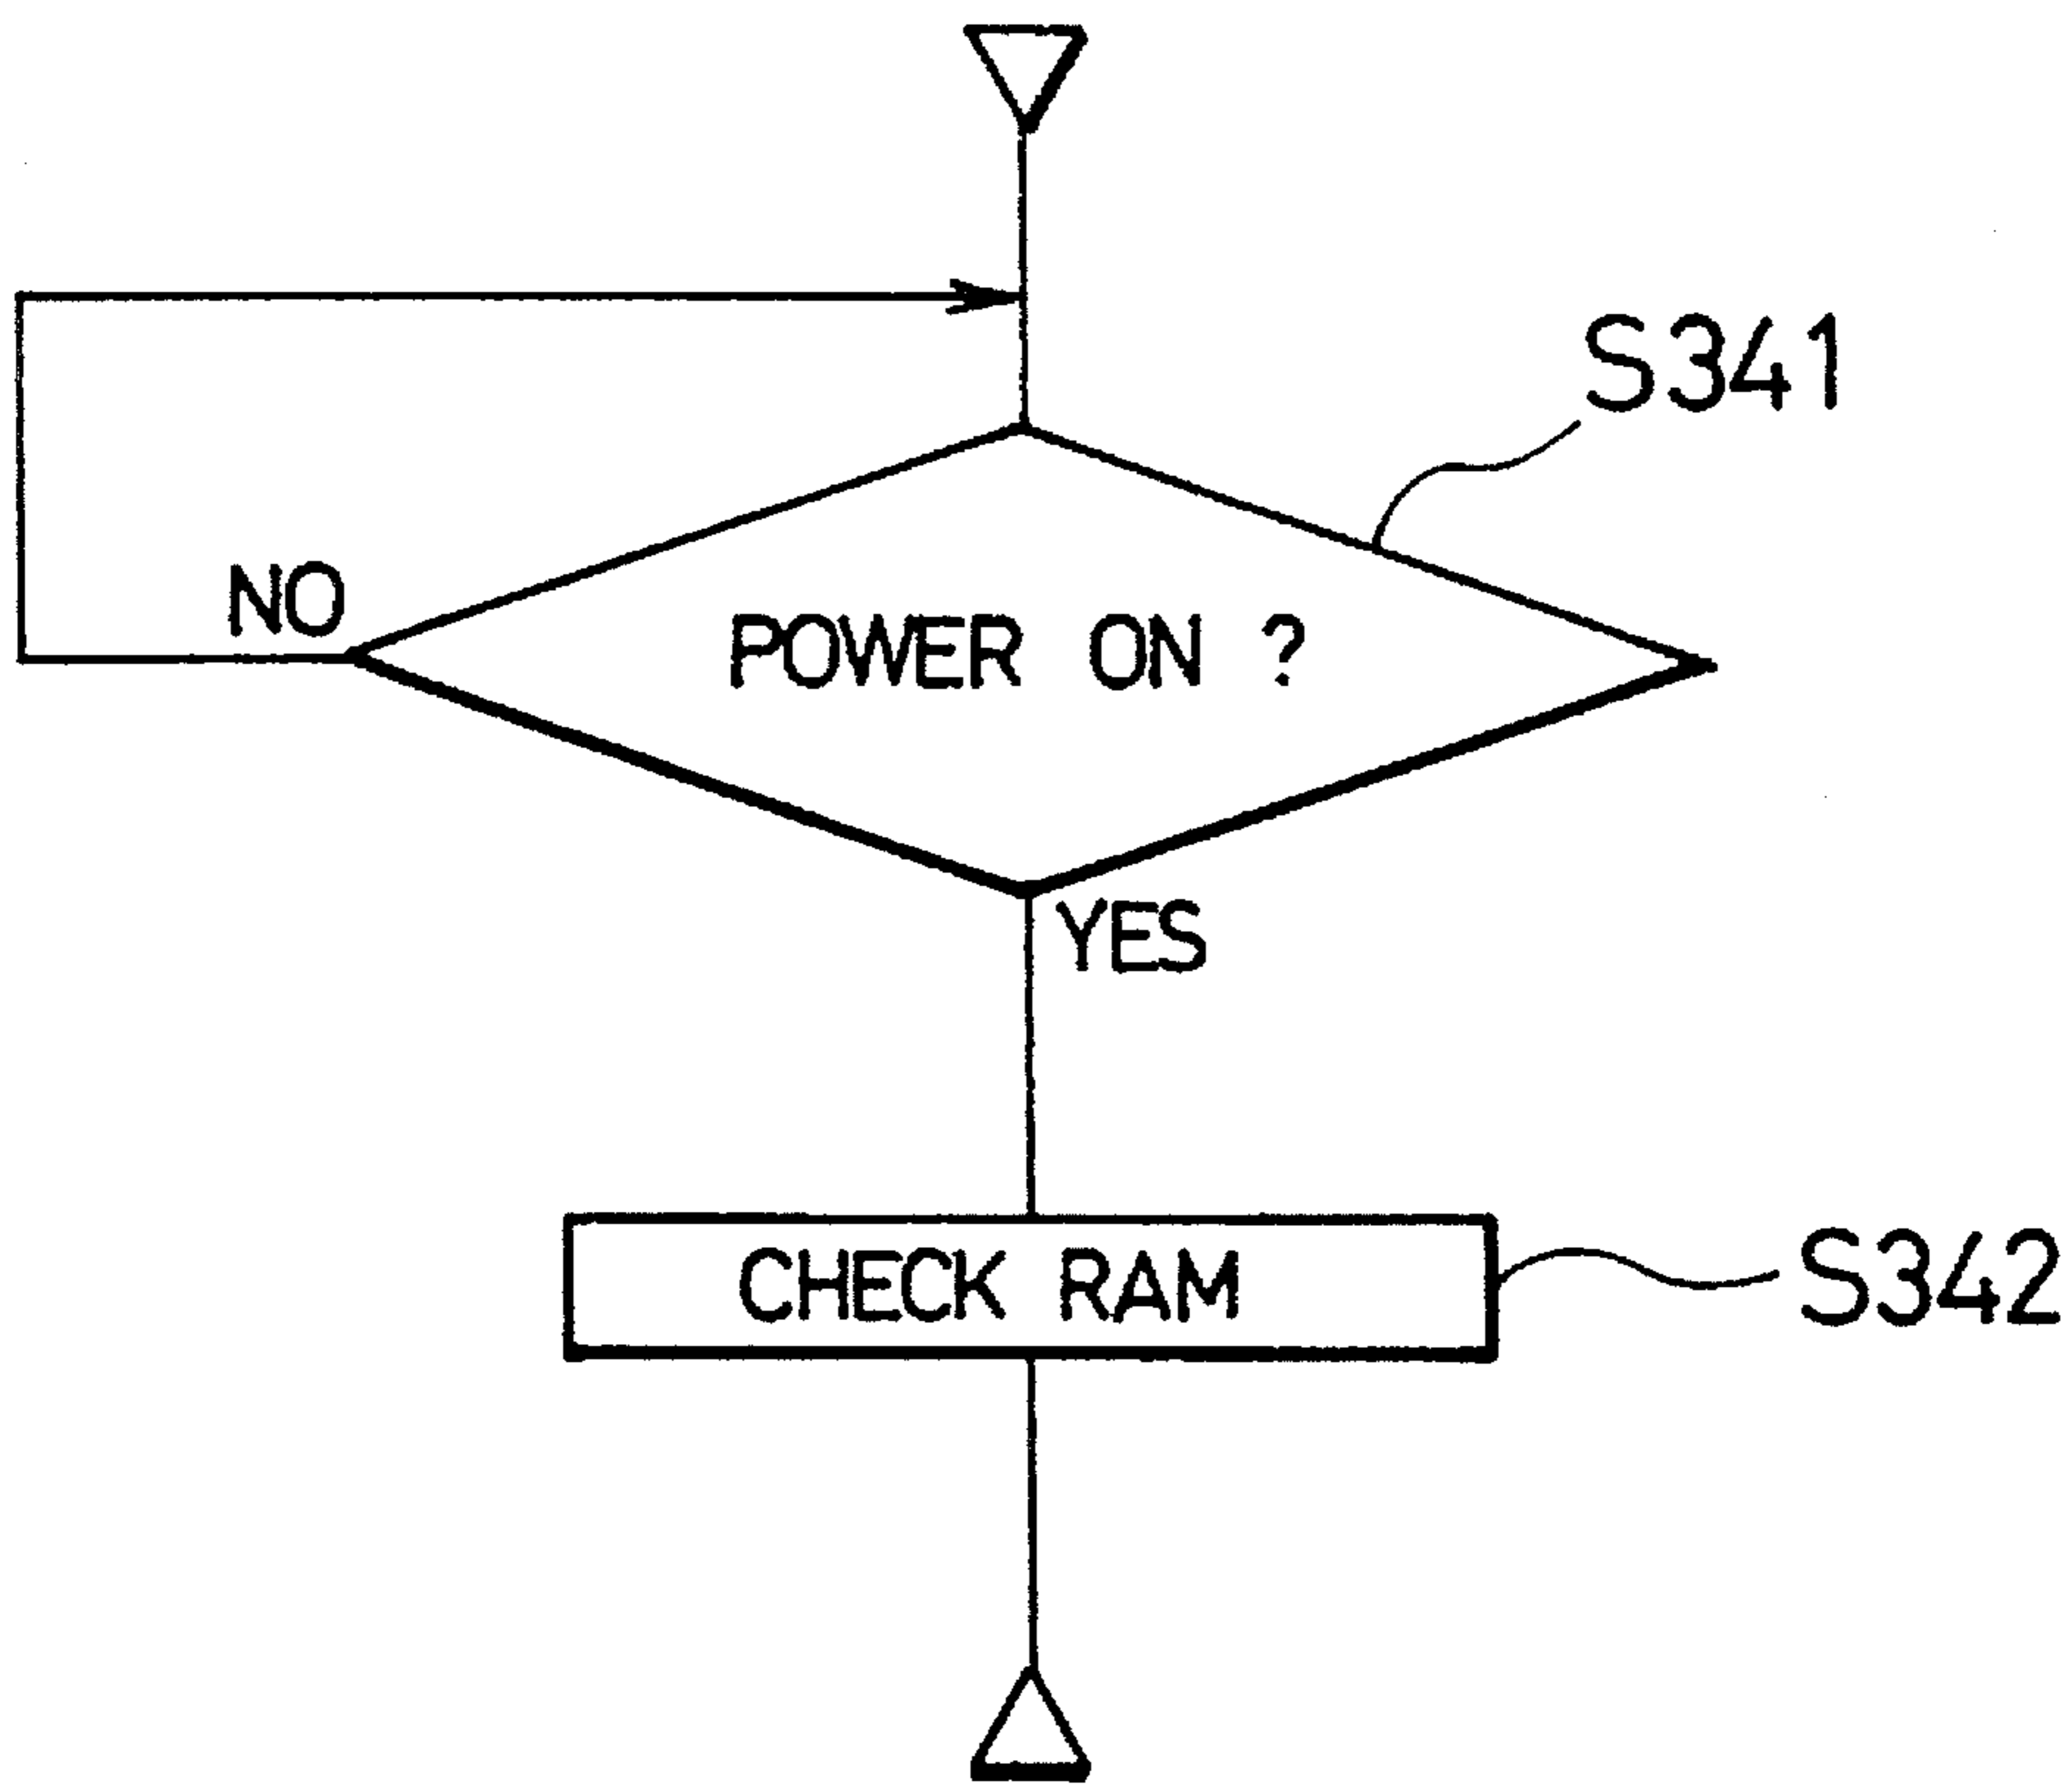 S341
NO
POWER ON ?
YES
CHECK RAM
S342